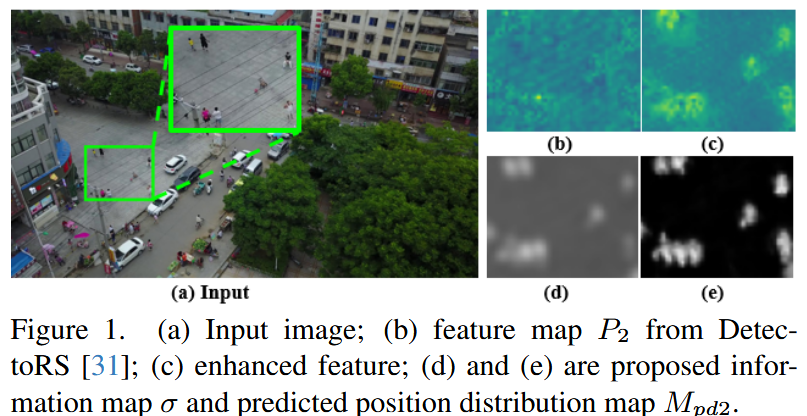 (a) Input
(b)
(c)
(d)
(e)
Figure 1. (a) Input image; (b) feature map P₂ from Detec-
toRS [31]; (c) enhanced feature; (d) and (e) are proposed infor-
mation map σ and predicted position distribution map Mₚd₂.